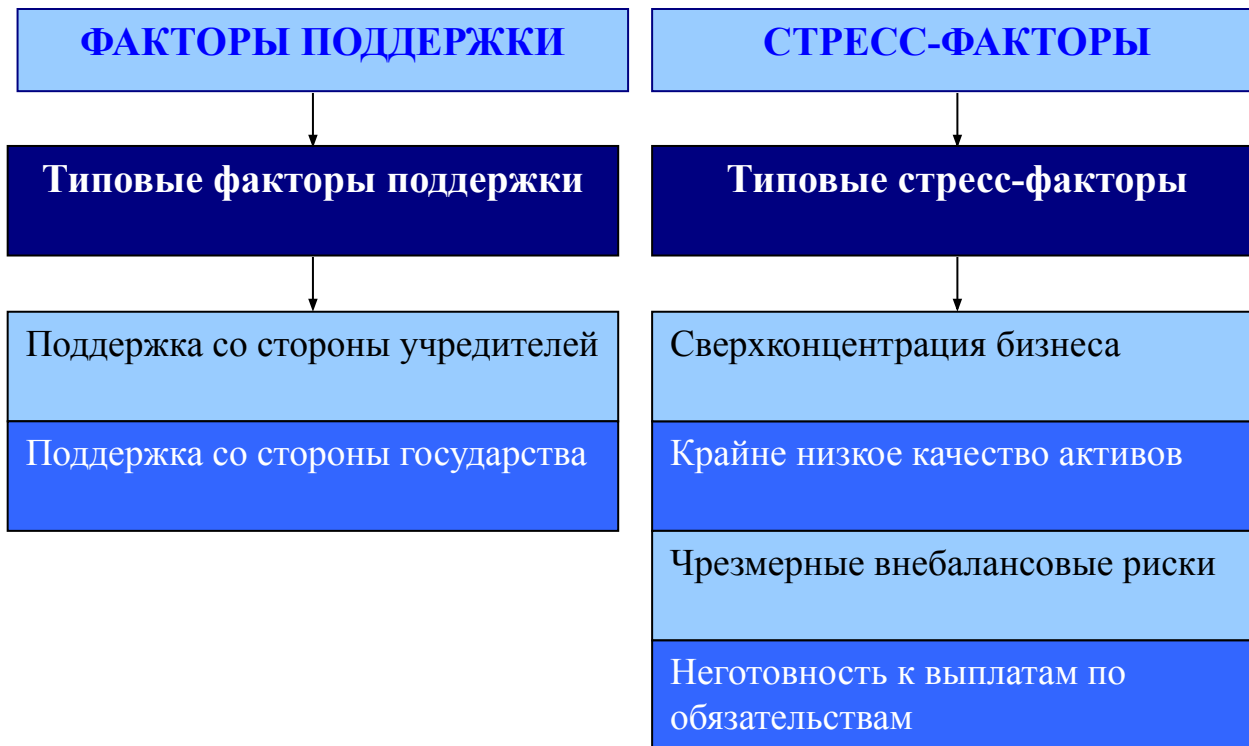 ФАКТОРЫ ПОДДЕРЖКИ
Типовые факторы поддержки
Поддержка со стороны учредителей
Поддержка со стороны государства
СТРЕСС-ФАКТОРЫ
Типовые стресс-факторы
Сверхконцентрация бизнеса
Крайне низкое качество активов
Чрезмерные внебалансовые риски
Неготовность к выплатам по
обязательствам